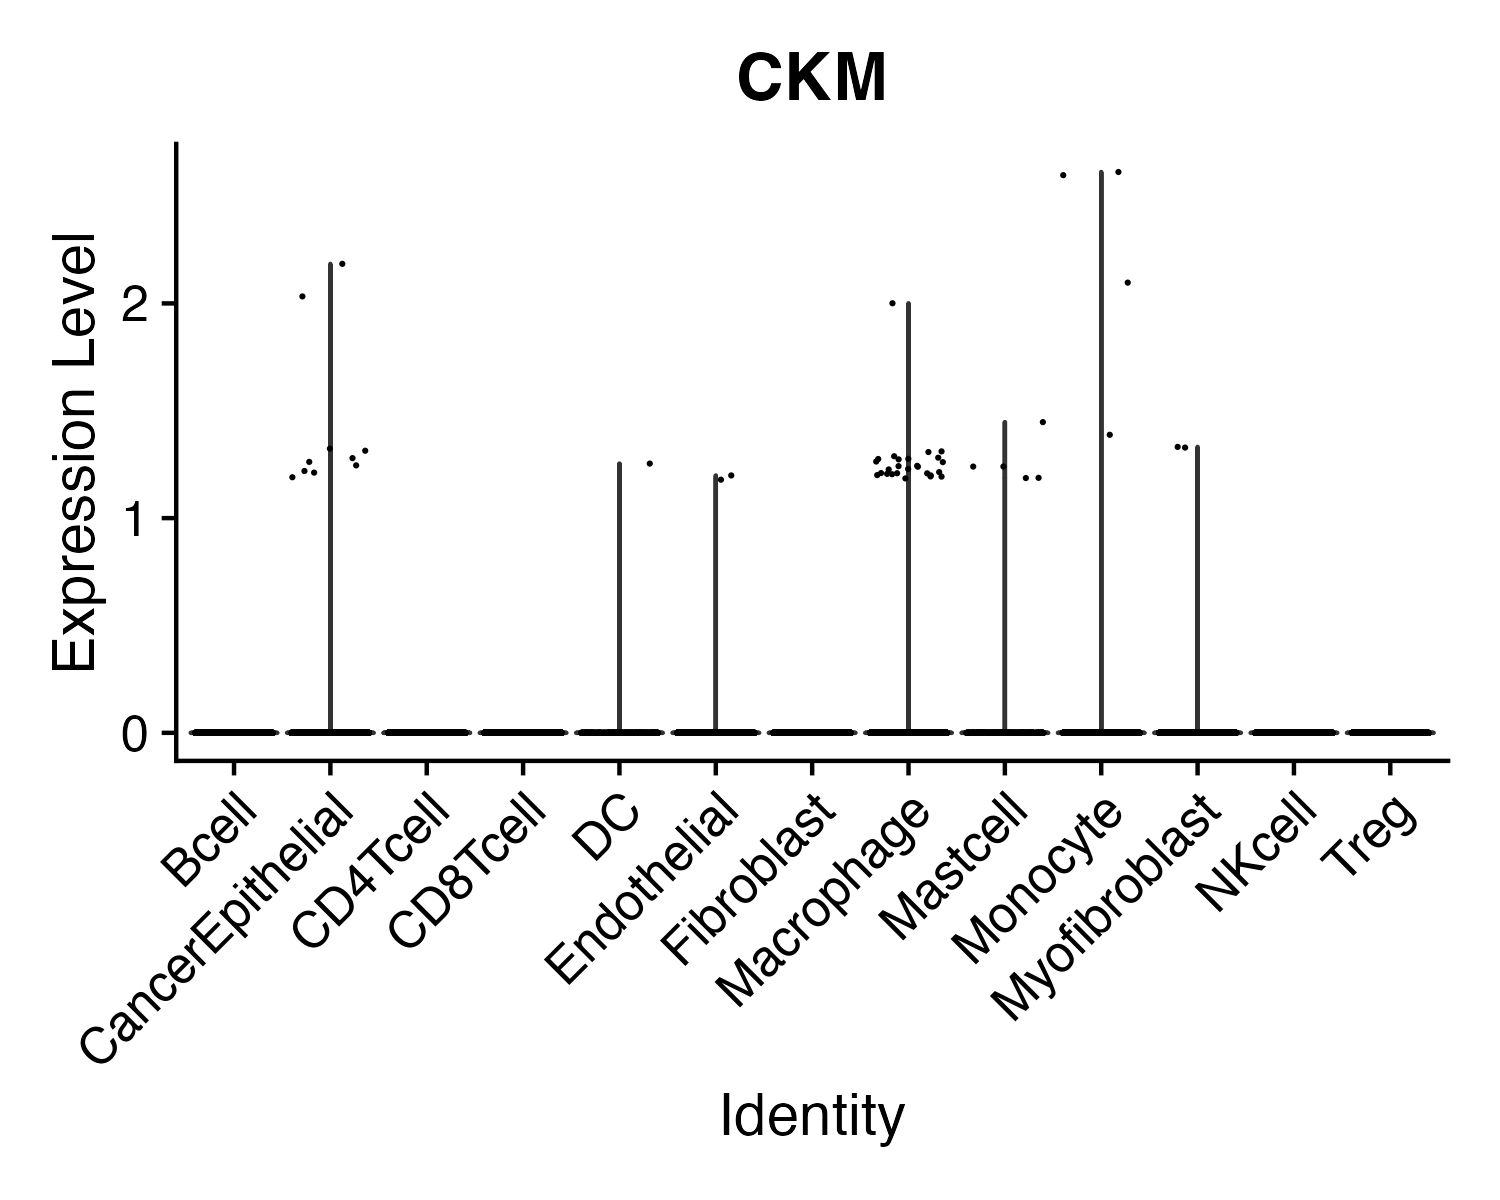 CKM
Expression Level
2
1
0
Bcell
CancerEpithelial
CD4Tcell
CD8Tcell
DC
Endothelial
Fibroblast
Macrophage
Mastcell
Monocyte
Myofibroblast
NKcell
Treg
Identity